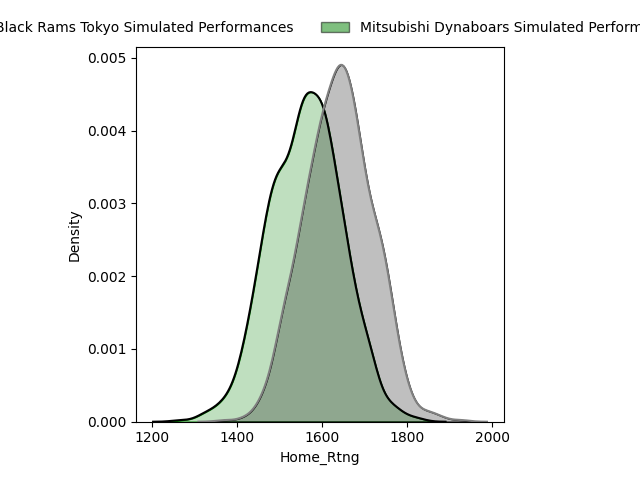 Black Rams Tokyo Simulated Performances
Mitsubishi Dynaboars Simulated Perform
0.005
0.004
0.003
0.002
0.001
0.000
Density
1200 1400 1600 1800 2000
Home_Rtng